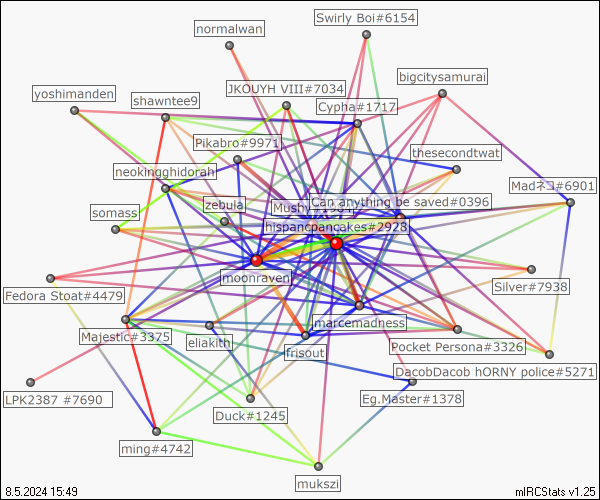 Swirly Boi#6154
normalwan
bigcitysamurai
JKOUYH VIII#7034
yoshimanden
shawntee9
Cypha#1717
Pikabro#9971
thesecondtwat
neokingghidorah
Madネコ#6901
Can anything be saved#0396
zebula
somass
hispancpancakes#2928
moonraven
Silver#7938
Fedora Stoat#4479
marcemadness
Majestic#3375
eliakith
Pocket Persona#3326
frisout
DacobDacob hORNY police#5271
LPK2387 #7690
Eg.Master#1378
Duck#1245
ming#4742
mukszi
8.5.2024 15:49
mIRCStats v1.25